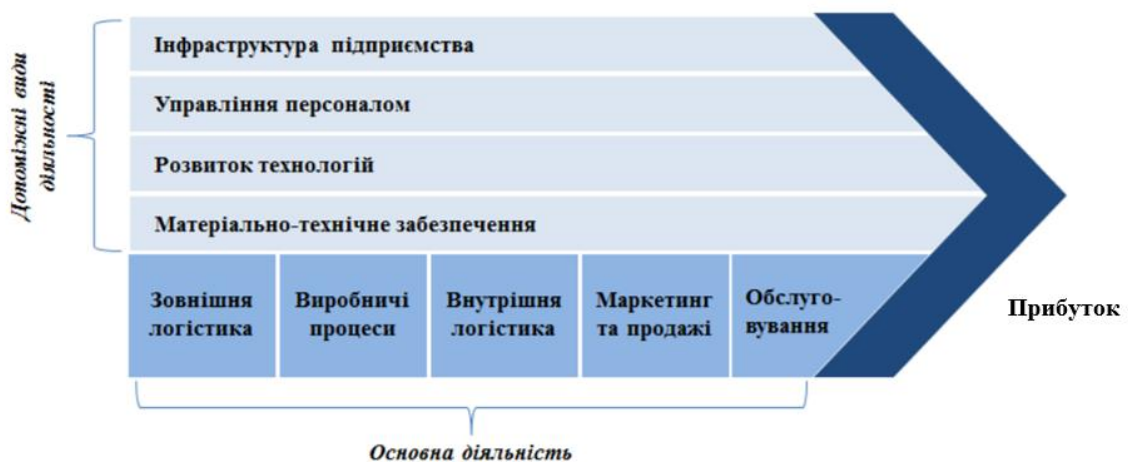 Допоміжні види
діяльності
Інфраструктура підприємства
Управління персоналом
Розвиток технологій
Матеріально-технічне забезпечення
Зовнішня
логістика
Виробничі
процеси
Внутрішня
логістика
Маркетинг
та продажі
Обслуго-
вування
Прибуток
Основна діяльність